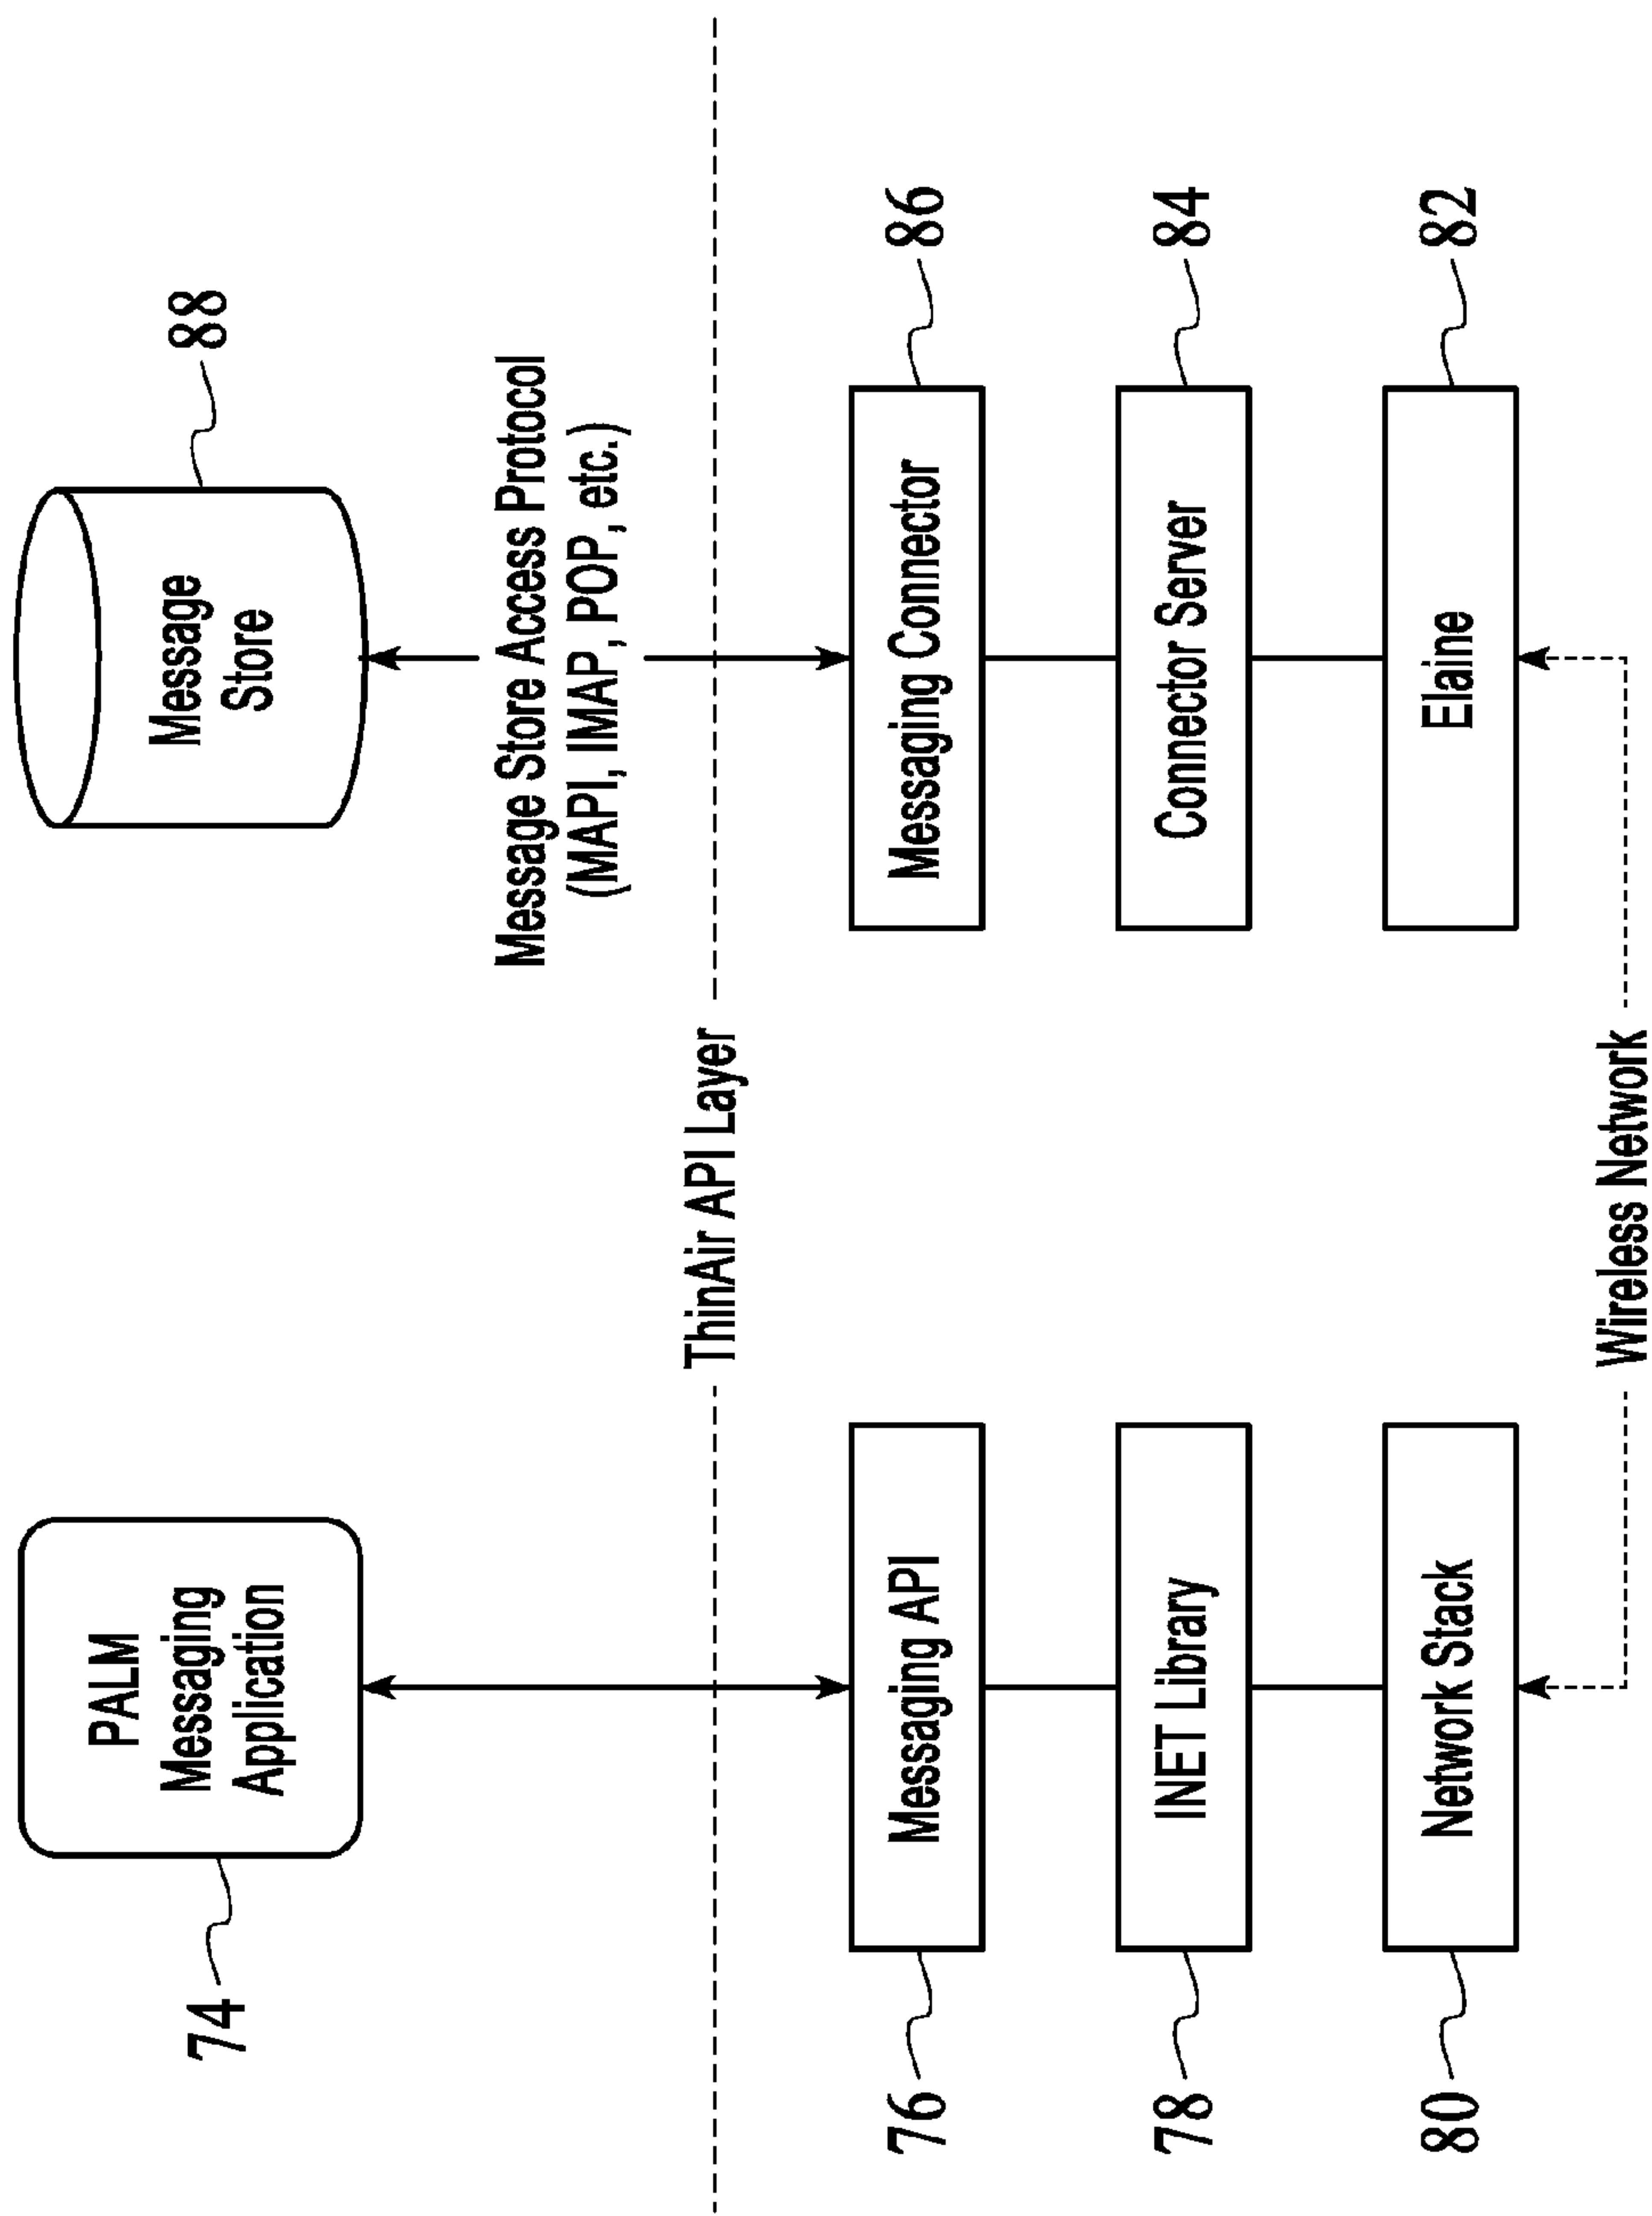 PALM
Messaging
Application
74
Message
Store
88
Message Store Access Protocol
(MAPI, IMAP, POP, etc.)
ThinAir API Layer
76
Messaging API
Messaging Connector
86
78
INET Library
Connector Server
84
80
Network Stack
Elaine
82
Wireless Network